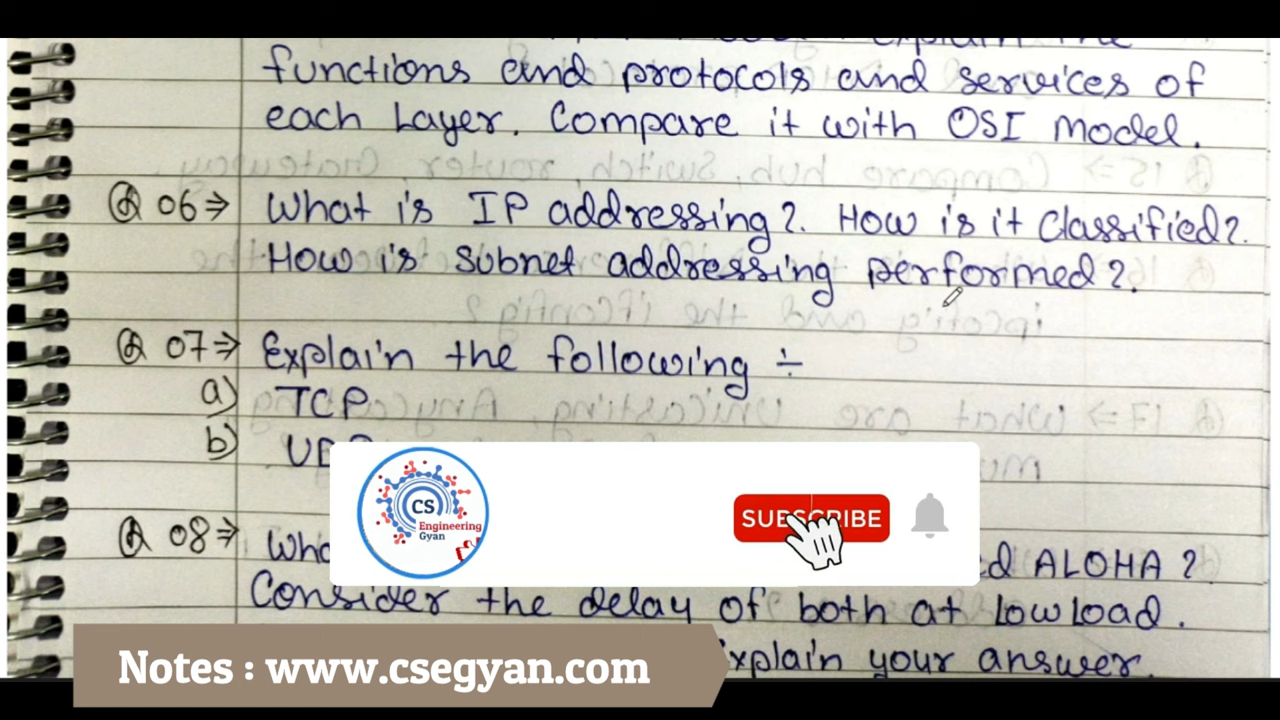 functions and protocols and services of
each Layer. Compare it with OSI Model.
Q 06⇒ What is IP addressing?. How is it Classified?.
How is subnet addressing performed?.
Q 07⇒ Explain the following ÷
a) TCP
b)
CS
Engineering
Gyan
SUBSCRIBE
Q 08⇒
ALOHA ?
Consider the delay of both at Low Load.
explain your answer.
Notes : www.csegyan.com